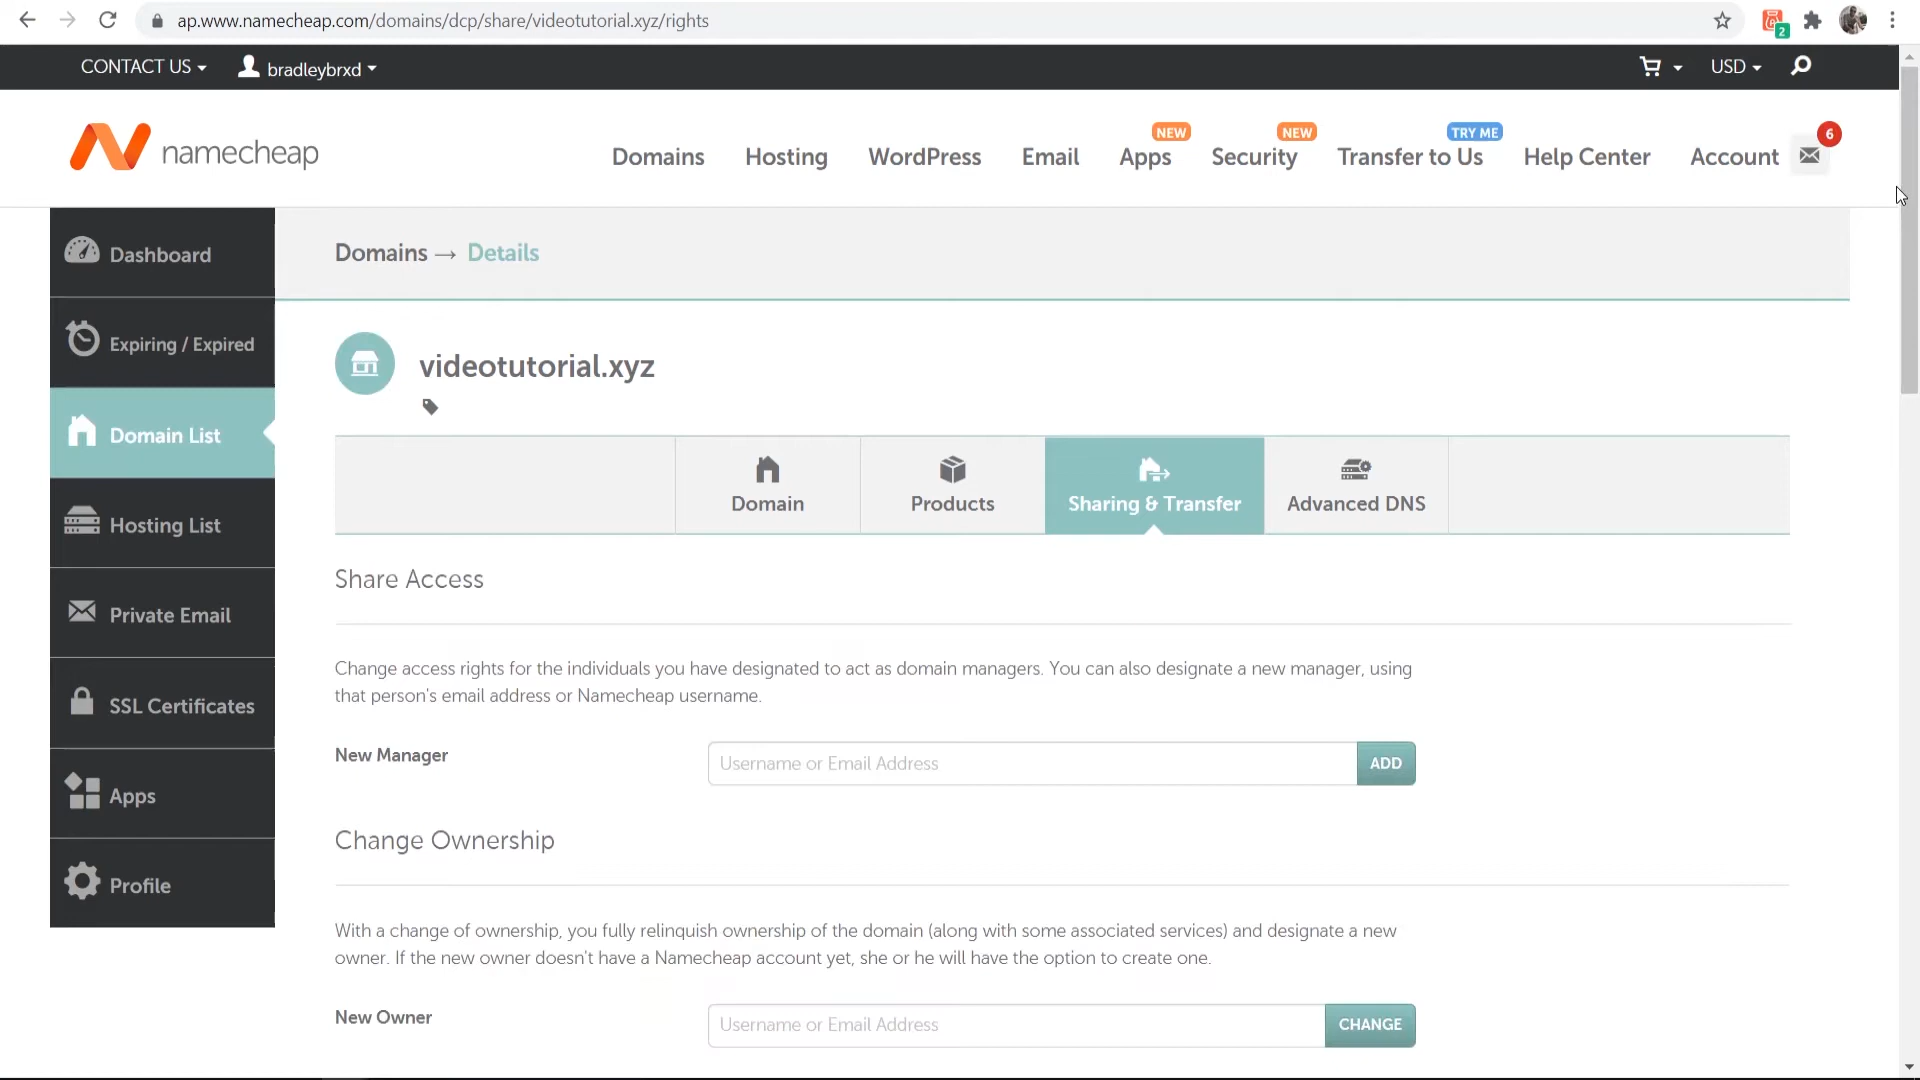 ap.www.namecheap.com/domains/dcp/share/videotutorial.xyz/rights
2
CONTACT US
bradleybrxd
USD
namecheap
Domains
Hosting
WordPress
Email
NEW
Apps
NEW
Security
TRY ME
Transfer to Us
Help Center
Account
6
Dashboard
Expiring / Expired
Domain List
Hosting List
Private Email
SSL Certificates
Apps
Profile
Domains → Details
videotutorial.xyz
Domain
Products
Sharing & Transfer
Advanced DNS
Share Access
Change access rights for the individuals you have designated to act as domain managers. You can also designate a new manager, using
that person's email address or Namecheap username.
New Manager
Username or Email Address
ADD
Change Ownership
With a change of ownership, you fully relinquish ownership of the domain (along with some associated services) and designate a new
owner. If the new owner doesn't have a Namecheap account yet, she or he will have the option to create one.
New Owner
Username or Email Address
CHANGE